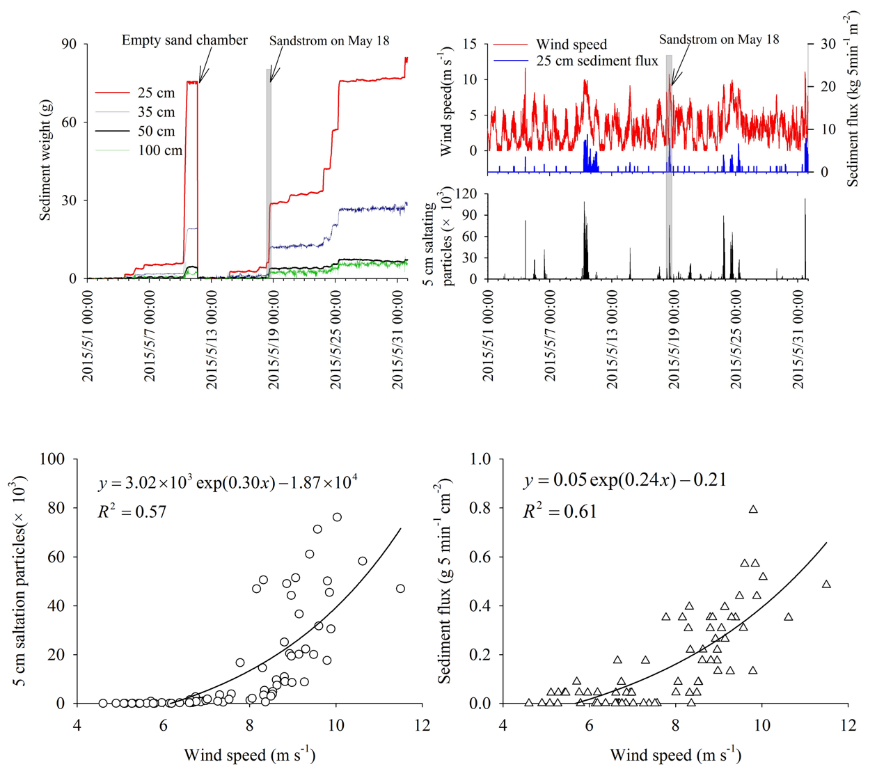 Empty sand chamber
Sandstrom on May 18
90
60
30
0
Sediment weight (g)
25 cm
35 cm
50 cm
100 cm
2015/5/1 00:00
2015/5/7 00:00
2015/5/13 00:00
2015/5/19 00:00
2015/5/25 00:00
2015/5/31 00:00
Sandstrom on May 18
15
10
5
0
Wind speed(m s-1)
Wind speed
25 cm sediment flux
30
20
10
0
Sediment flux (kg 5min-1 m-2)
120
90
60
30
0
5 cm saltating
particles (× 10³)
2015/5/1 00:00
2015/5/7 00:00
2015/5/13 00:00
2015/5/19 00:00
2015/5/25 00:00
2015/5/31 00:00
100
80
60
40
20
0
5 cm saltation particles(× 10³)
y = 3.02×10³ exp(0.30x)−1.87×10⁴
R² = 0.57
4 6 8 10 12
Wind speed (m s-1)
1.0
0.8
0.6
0.4
0.2
0.0
Sediment flux (g 5 min-1 cm-2)
y = 0.05 exp(0.24x) − 0.21
R² = 0.61
4 6 8 10 12
Wind speed (m s-1)